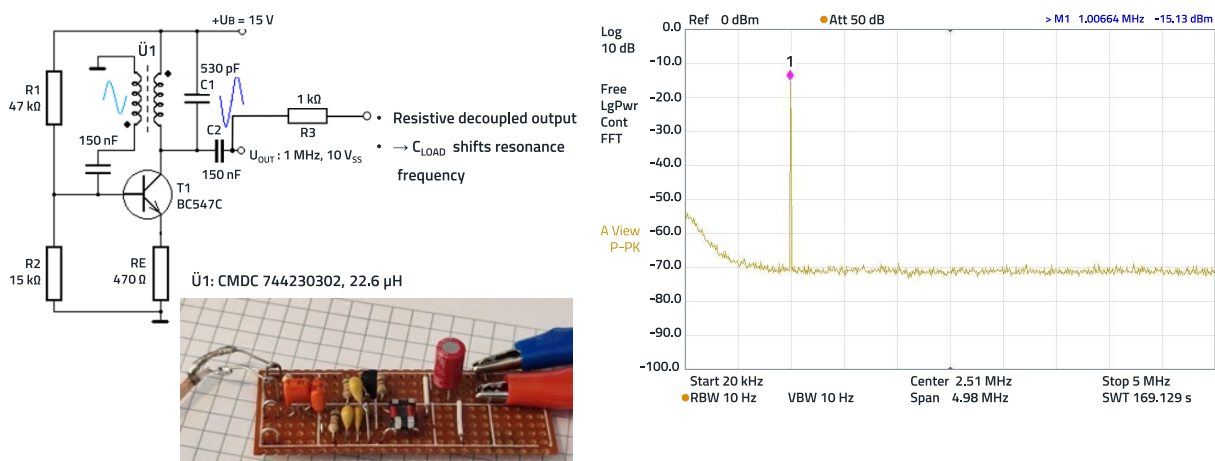 +UB = 15 V
Ü1
530 pF
C1
R1
47 kΩ
1 kΩ
R3
• Resistive decoupled output
150 nF
C2
UOUT : 1 MHz, 10 VSS
• → CLOAD shifts resonance
frequency
150 nF
T1
BC547C
R2
15 kΩ
RE
470 Ω
Ü1: CMDC 744230302, 22.6 µH
Ref 0 dBm
Att 50 dB
> M1 1.00664 MHz -15.13 dBm
Log
10 dB
Free
LgPwr
Cont
FFT
A View
P-PK
0.0
-10.0
-20.0
-30.0
-40.0
-50.0
-60.0
-70.0
-80.0
-90.0
-100.0
1
Start 20 kHz
Center 2.51 MHz
Stop 5 MHz
RBW 10 Hz
VBW 10 Hz
Span 4.98 MHz
SWT 169.129 s